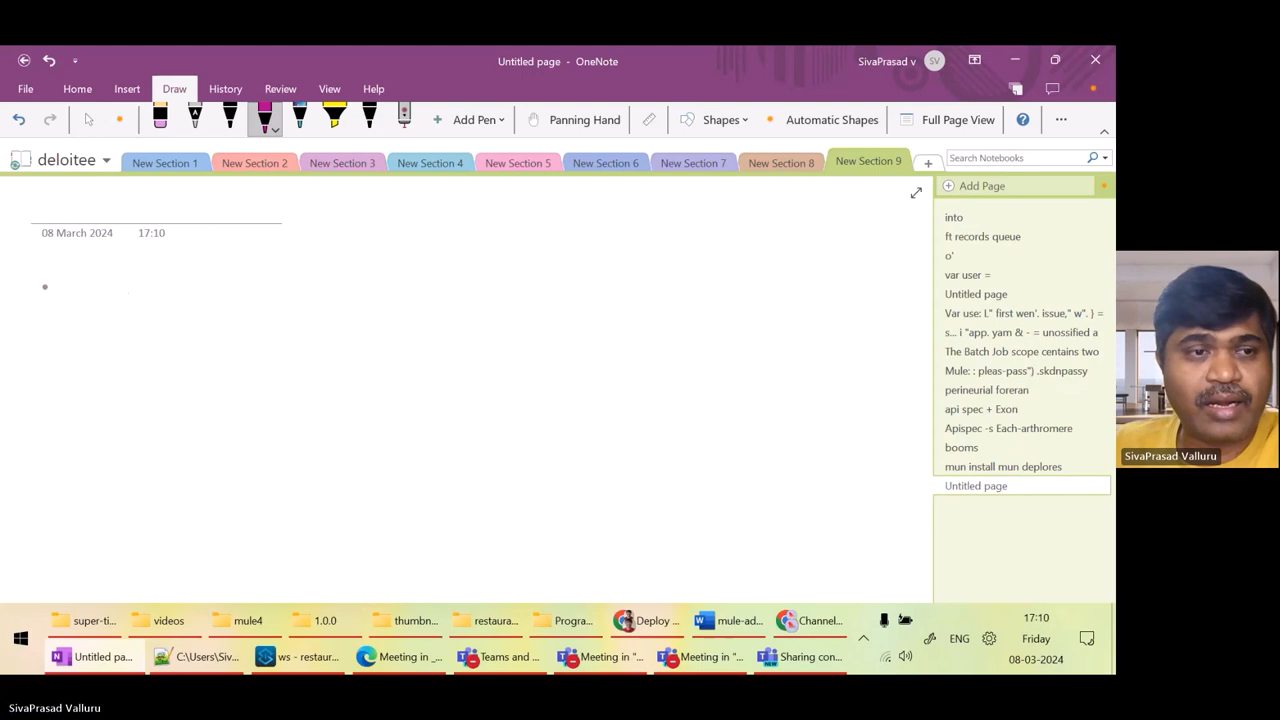 Untitled page - OneNote
SivaPrasad v
SV
File
Home
Insert
Draw
History
Review
View
Help
Add Pen
Panning Hand
Shapes
Automatic Shapes
Full Page View
deloitee
New Section 1
New Section 2
New Section 3
New Section 4
New Section 5
New Section 6
New Section 7
New Section 8
New Section 9
Search Notebooks
Add Page
08 March 2024 17:10
into
ft records queue
o'
var user =
Untitled page
Var use: L" first wen'. issue," w". } =
s... i "app. yam & - = unossified a
The Batch Job scope centains two
Mule: : pleas-pass") .skdnpassy
perineurial foreran
api spec + Exon
Apispec -s Each-arthromere
booms
mun install mun deplores
Untitled page
SivaPrasad Valluru
super-ti...
videos
mule4
1.0.0
thumbn...
restaura...
Progra...
Deploy ...
mule-ad...
Channel...
17:10
ENG
Friday
08-03-2024
Untitled pa...
C:\Users\Siv...
ws - restaur...
Meeting in _...
Teams and ...
Meeting in "...
Meeting in "...
Sharing con...
SivaPrasad Valluru